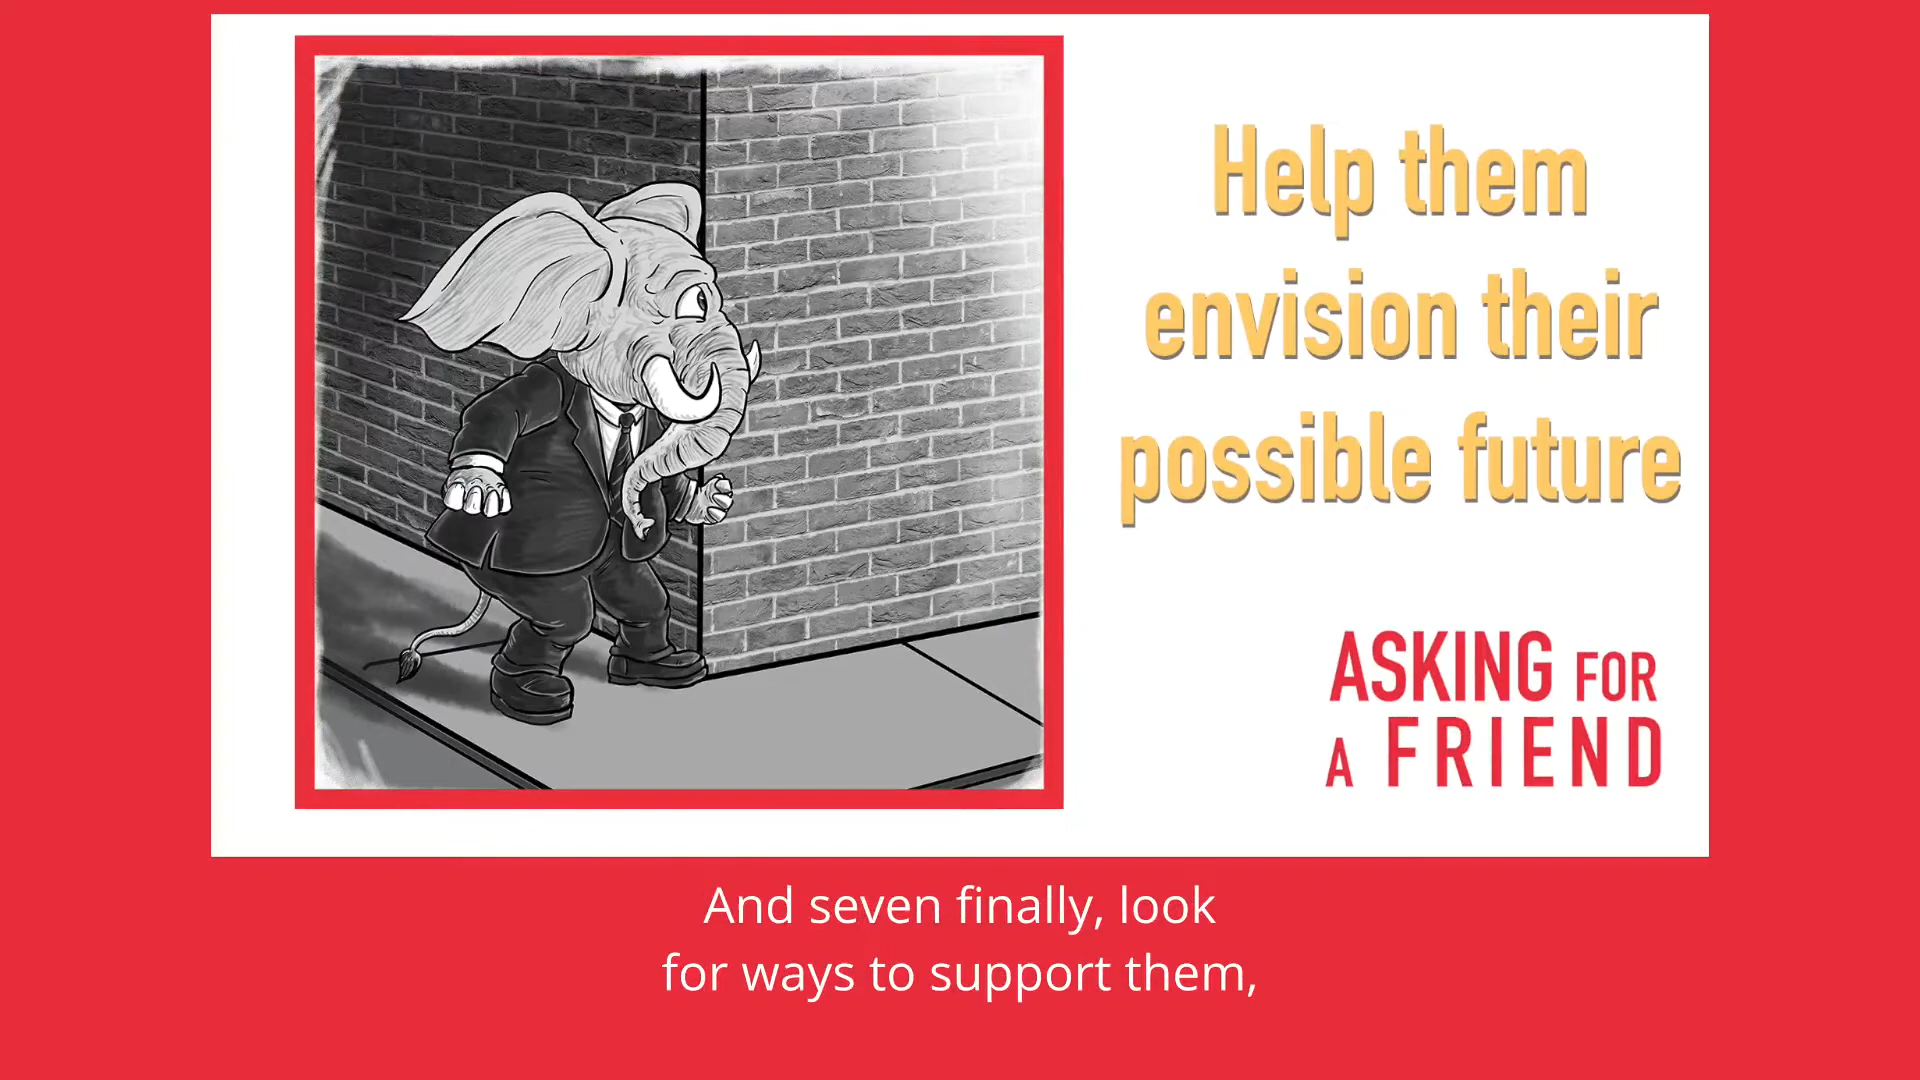 Help them
envision their
possible future
ASKING FOR
A FRIEND
And seven finally, look
for ways to support them,